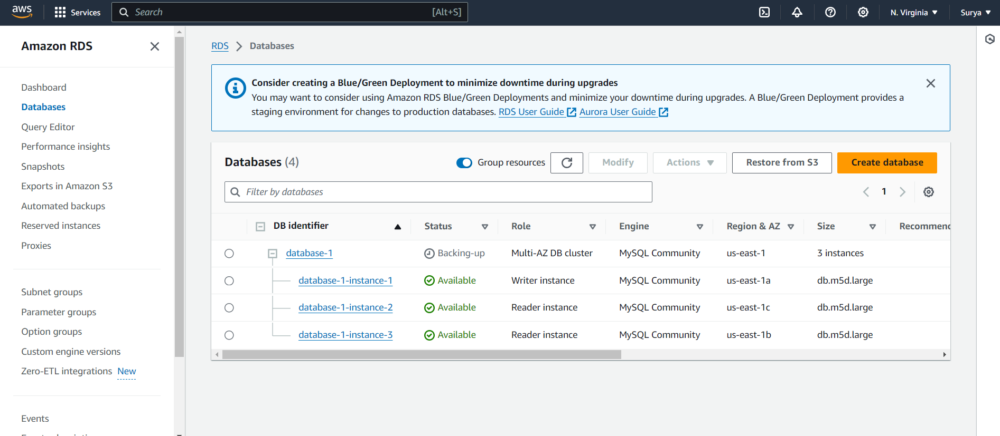 aws Services Search [Alt+S] N. Virginia Surya
Amazon RDS
Dashboard
Databases
Query Editor
Performance insights
Snapshots
Exports in Amazon S3
Automated backups
Reserved instances
Proxies
Subnet groups
Parameter groups
Option groups
Custom engine versions
Zero-ETL integrations New
Events
RDS Databases
Consider creating a Blue/Green Deployment to minimize downtime during upgrades
You may want to consider using Amazon RDS Blue/Green Deployments and minimize your downtime during upgrades. A Blue/Green Deployment provides a
staging environment for changes to production databases. RDS User Guide Aurora User Guide
Databases (4) Group resources Modify Actions Restore from S3 Create database
Filter by databases 1
DB identifier Status Role Engine Region & AZ Size Recommend
database-1 Backing-up Multi-AZ DB cluster MySQL Community us-east-1 3 instances
database-1-instance-1 Available Writer instance MySQL Community us-east-1a db.m5d.large
database-1-instance-2 Available Reader instance MySQL Community us-east-1c db.m5d.large
database-1-instance-3 Available Reader instance MySQL Community us-east-1b db.m5d.large